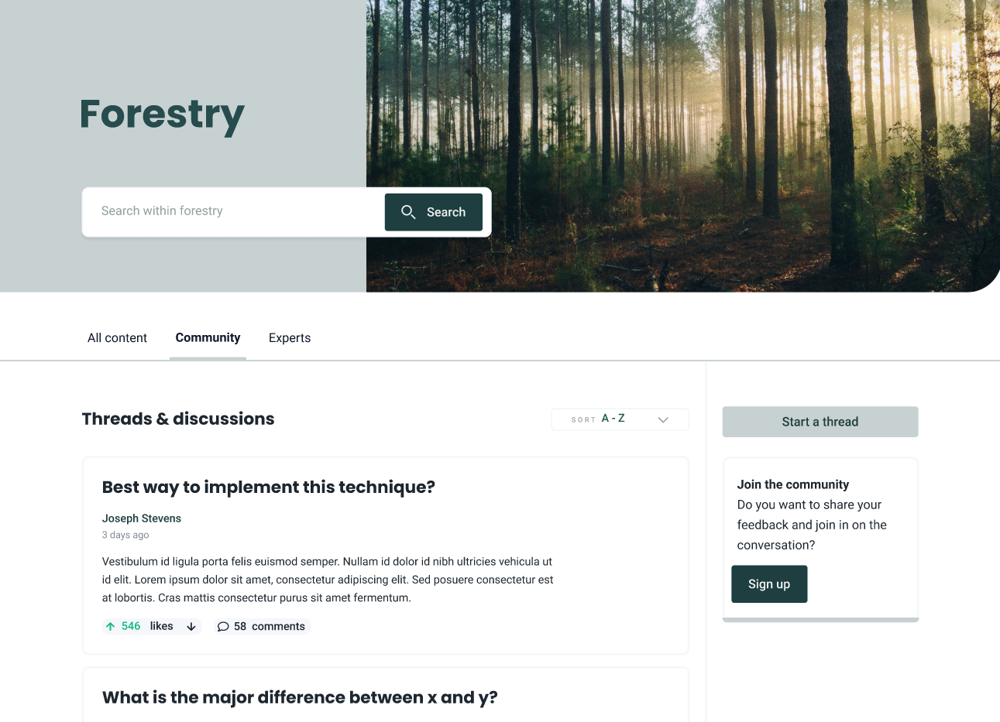 Forestry
Search within forestry
Search
All content
Community
Experts
Threads & discussions
SORT A - Z
Start a thread
Best way to implement this technique?
Joseph Stevens
3 days ago
Vestibulum id ligula porta felis euismod semper. Nullam id dolor id nibh ultricies vehicula ut
id elit. Lorem ipsum dolor sit amet, consectetur adipiscing elit. Sed posuere consectetur est
at lobortis. Cras mattis consectetur purus sit amet fermentum.
546 likes
58 comments
Join the community
Do you want to share your
feedback and join in on the
conversation?
Sign up
What is the major difference between x and y?